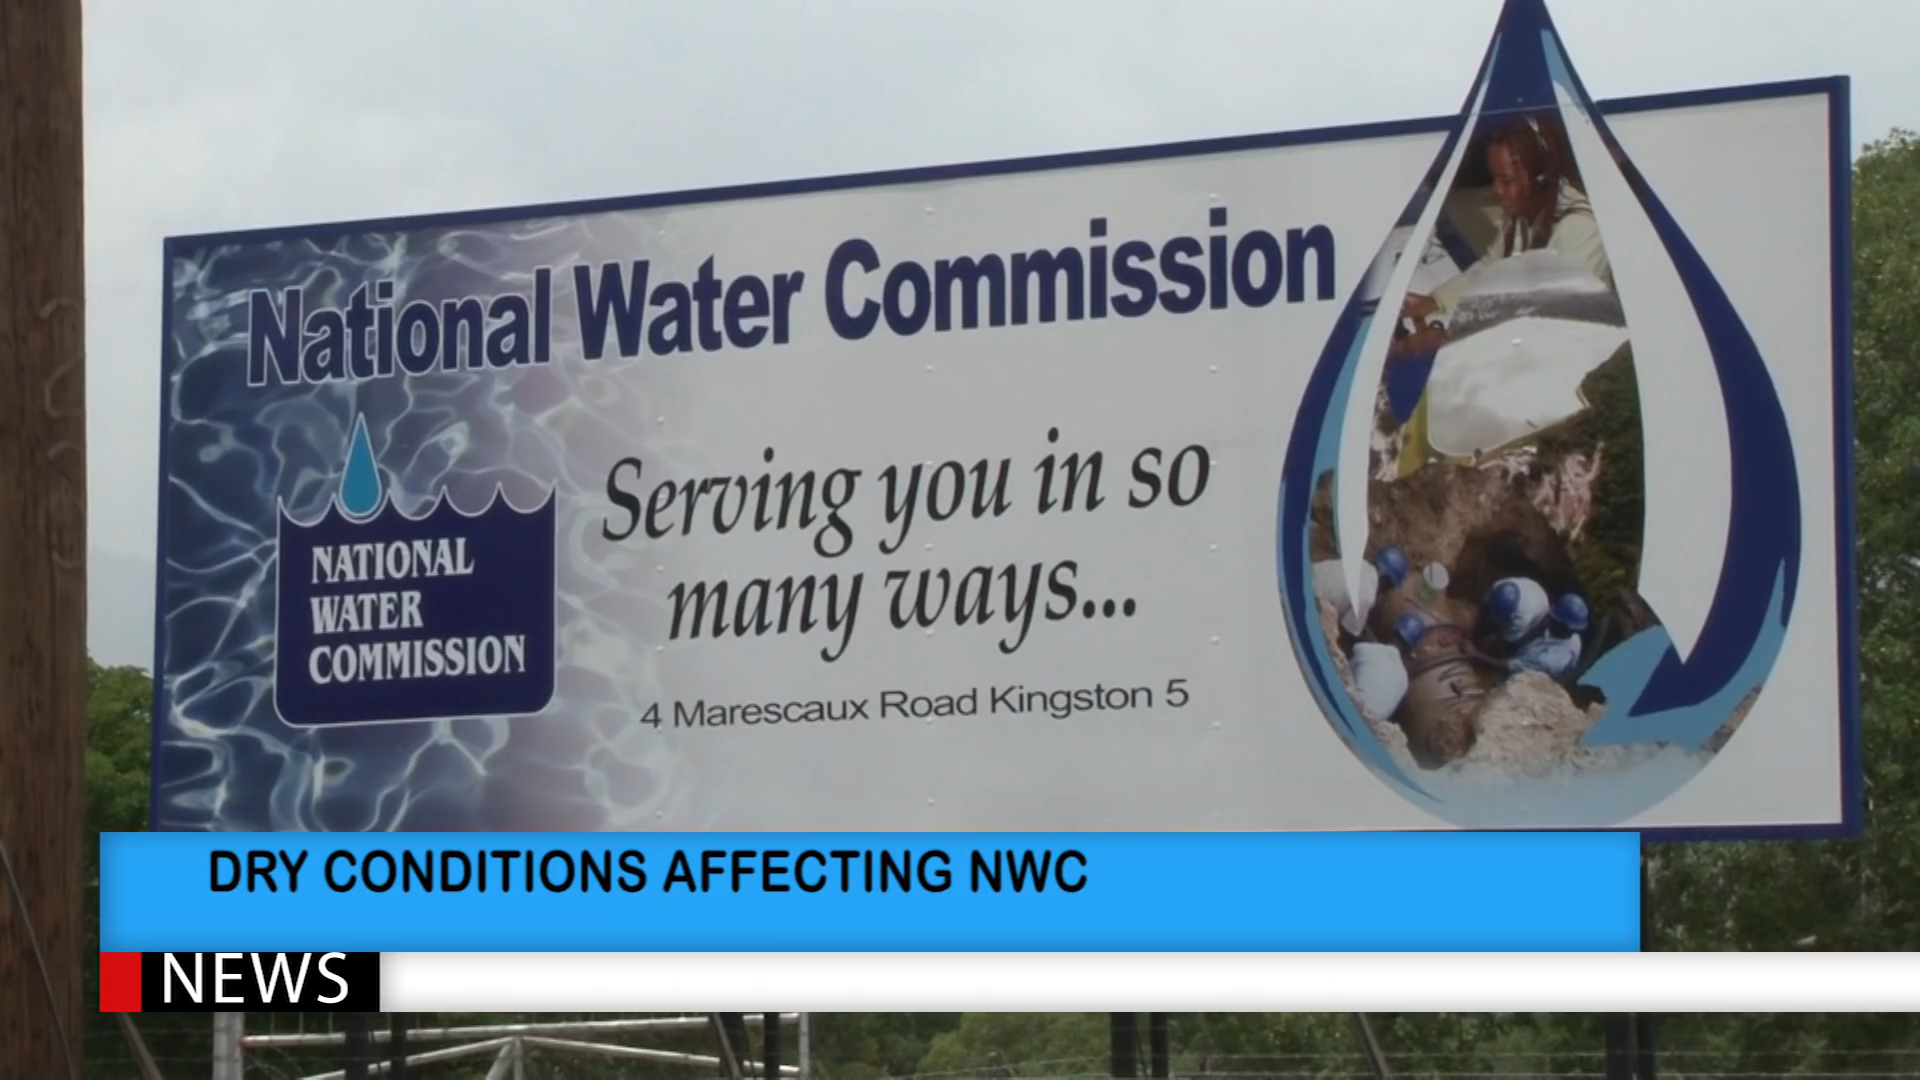 National Water Commission
NATIONAL
WATER
COMMISSION
Serving you in so
many ways...
4 Marescaux Road Kingston 5
DRY CONDITIONS AFFECTING NWC
NEWS